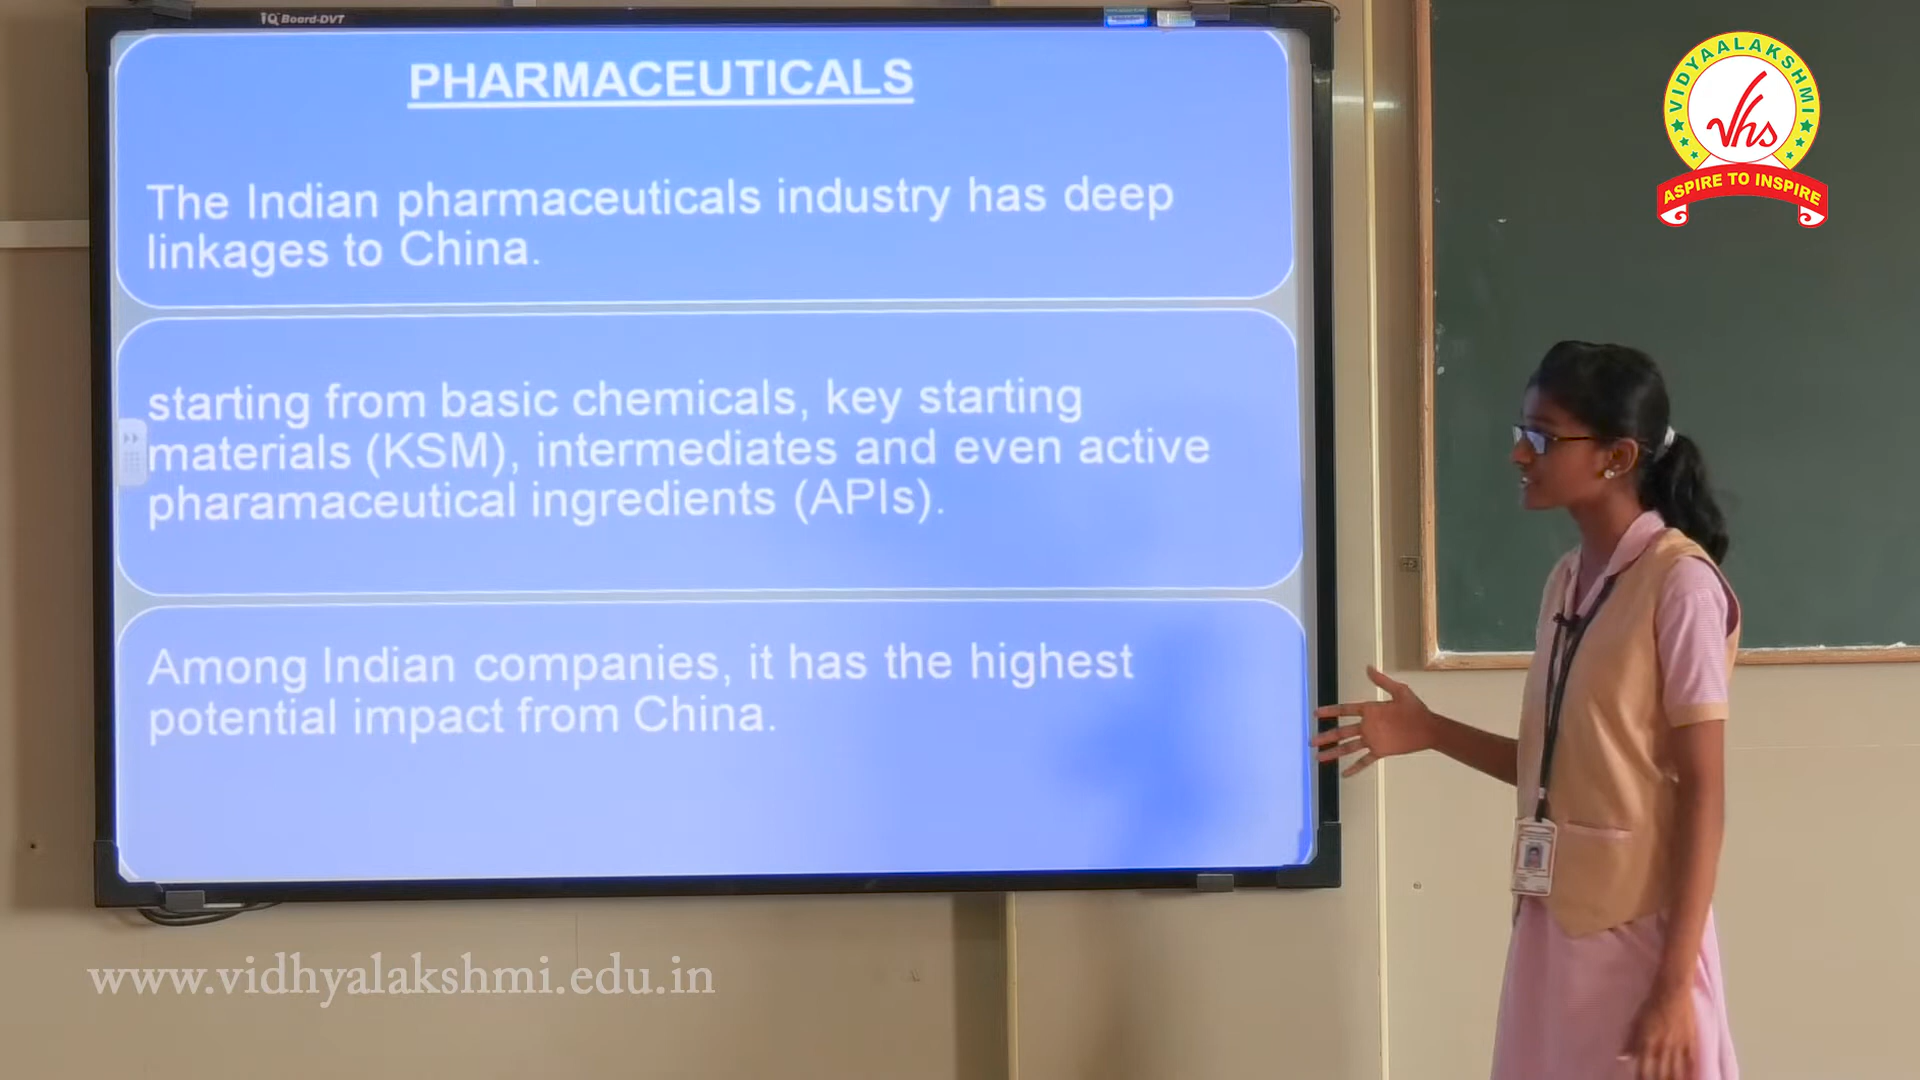 iQ Board-DVT
PHARMACEUTICALS
The Indian pharmaceuticals industry has deep
linkages to China.
starting from basic chemicals, key starting
materials (KSM), intermediates and even active
pharamaceutical ingredients (APIs).
Among Indian companies, it has the highest
potential impact from China.
VIDYAALAKSHMI
vhs
ASPIRE TO INSPIRE
www.vidhyalakshmi.edu.in